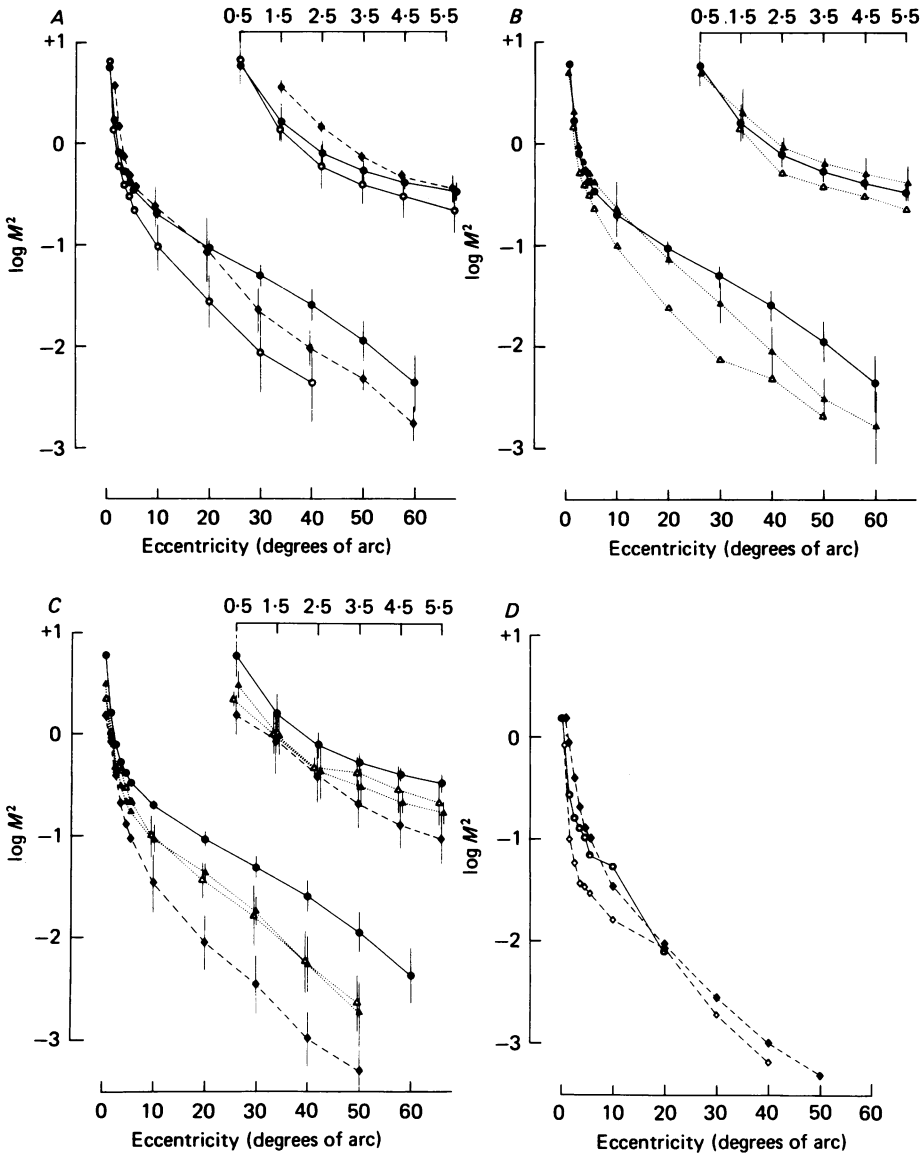 A
0·5 1·5 2·5 3·5 4·5 5·5
+1
0
−1
−2
−3
log M²
0 10 20 30 40 50 60
Eccentricity (degrees of arc)
B
0·5 .1·5 2·5 3·5 4·5 5·5
+1
0
−1
−2
−3
log M²
0 10 20 30 40 50 60
Eccentricity (degrees of arc)
C
0·5 1·5 2·5 3·5 4·5 5·5
+1
0
−1
−2
−3
log M²
0 10 20 30 40 50 60
Eccentricity (degrees of arc)
D
+1
0
−1
−2
−3
log M²
0 10 20 30 40 50 60
Eccentricity (degrees of arc)